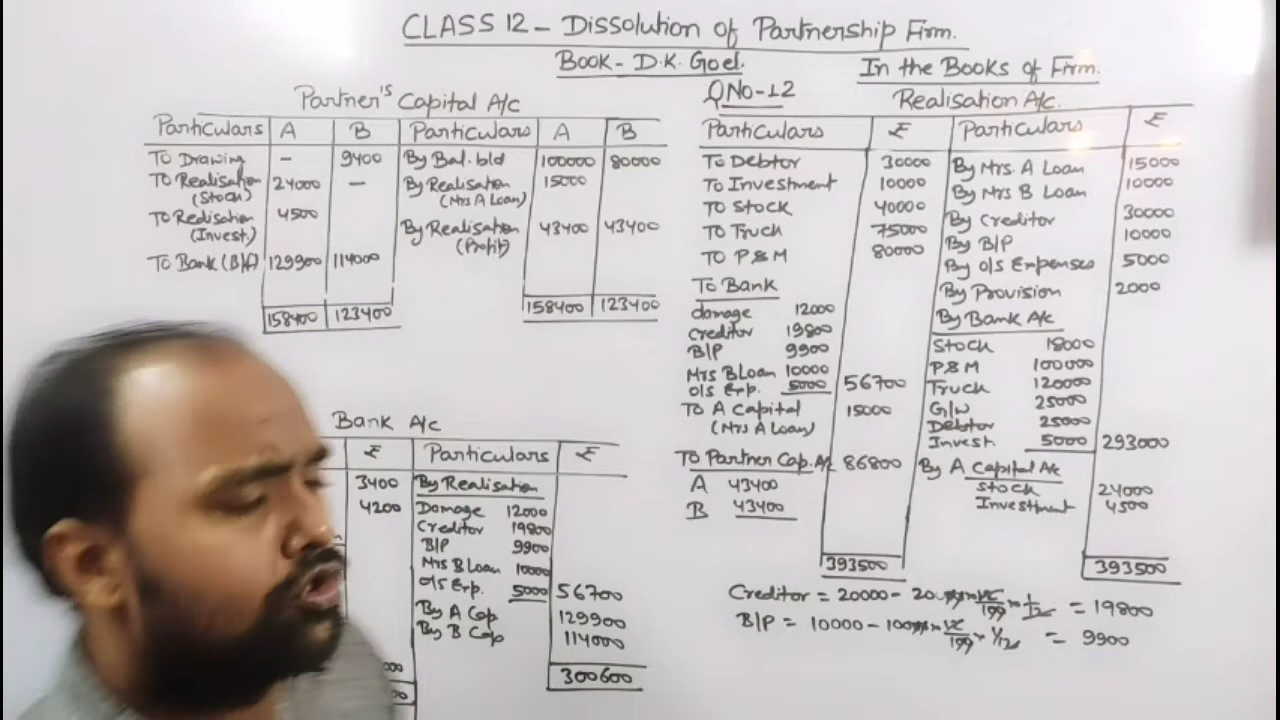 CLASS 12 - Dissolution of Partnership Firm.
Book - D.K. Goel.
In the Books of Firm.
Partner's Capital A/c
Particulars A B Particulars A B
To Drawing - 9400 By Bal. b/d 100000 80000
To Realisation 24000 - By Realisation 15000
(Stock) (Mrs A Loan)
To Realisation 4500
(Invest.) By Realisation 43400 43400
(Profit)
To Bank (B/f) 129900 114000
158400 123400 158400 123400
Bank A/c
₹ Particulars ₹
3400 By Realisation
4200 Damage 12000
Creditor 19800
B/P 9900
Mrs B Loan 10000
O/s Exp. 5000 56700
By A Cap 129900
By B Cap 114000
300600
QNo-12
Realisation A/c.
Particulars ₹ Particulars ₹
To Debtor 30000 By Mrs. A Loan 15000
To Investment 10000 By Mrs B Loan 10000
To Stock 40000 By Creditor 30000
To Truck 75000 By B/P 10000
To P&M 80000 By O/s Expenses 5000
To Bank By Provision 2000
damage 12000 By Bank A/c
Creditor 19800 Stock 18000
B/P 9900 P&M 100000
Mrs B Loan 10000 Truck 120000
O/s Exp. 5000 56700 G/W 25000
To A Capital 15000 Debtor 25000
(Mrs A Loan) Invest. 5000 293000
To Partner Cap. A/c 86800 By A Capital A/c
A 43400 Stock 24000
B 43400 Investment 4500
393500 393500
Creditor = 20000 - = 19800
B/P = 10000 - = 9900